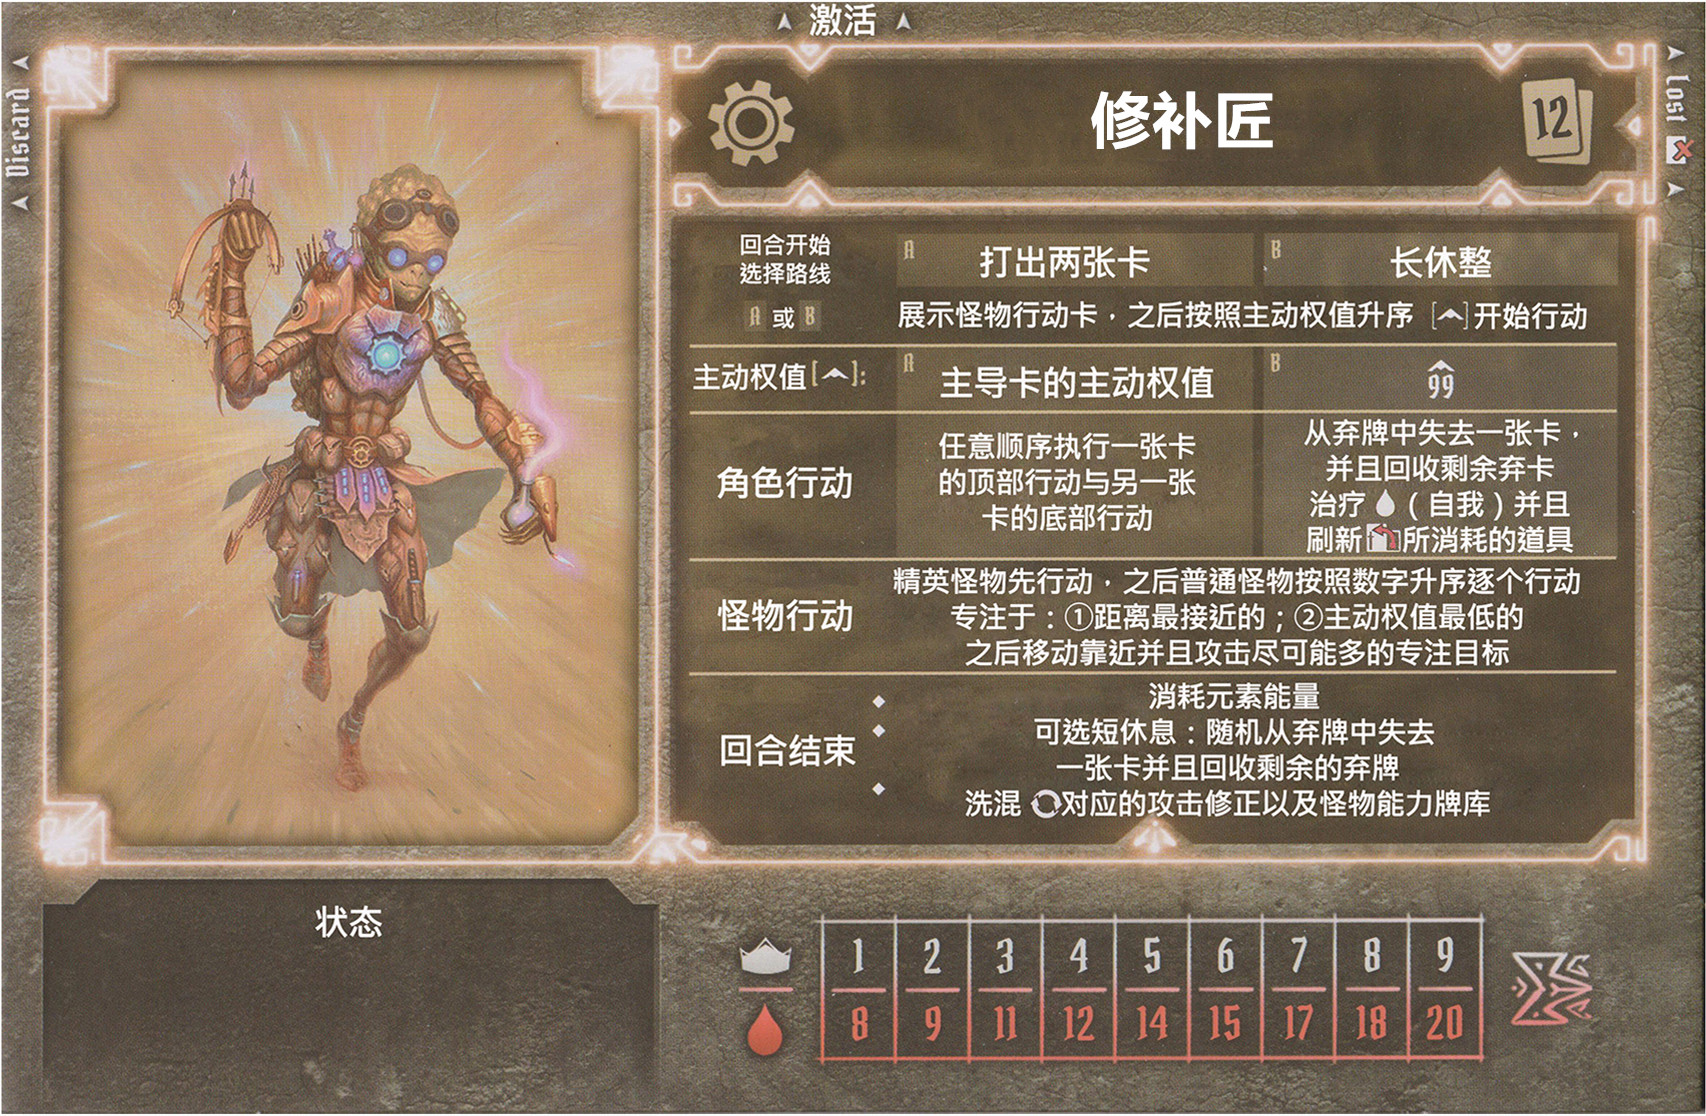 激活
Discard
Lost
修补匠
12
回合开始
选择路线
A 或 B
A 打出两张卡
B 长休整
展示怪物行动卡，之后按照主动权值升序 [ ]开始行动
主动权值[ ]:
A 主导卡的主动权值
B 99
角色行动
任意顺序执行一张卡
的顶部行动与另一张
卡的底部行动
从弃牌中失去一张卡，
并且回收剩余弃卡
治疗 （自我）并且
刷新 所消耗的道具
怪物行动
精英怪物先行动，之后普通怪物按照数字升序逐个行动
专注于：①距离最接近的；②主动权值最低的
之后移动靠近并且攻击尽可能多的专注目标
回合结束
消耗元素能量
可选短休息：随机从弃牌中失去
一张卡并且回收剩余的弃牌
洗混 对应的攻击修正以及怪物能力牌库
状态
1 2 3 4 5 6 7 8 9
8 9 11 12 14 15 17 18 20